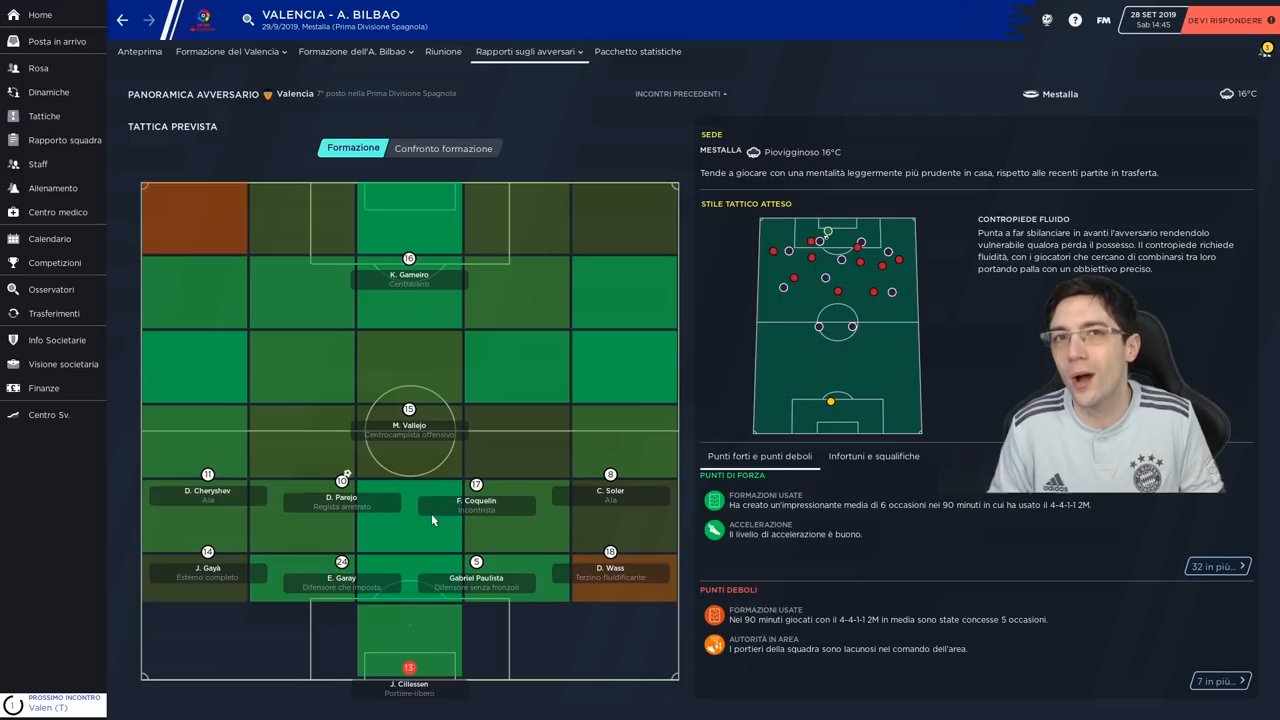 Home
Posta in arrivo
Rosa
Dinamiche
Tattiche
Rapporto squadra
Staff
Allenamento
Centro medico
Calendario
Competizioni
Osservatori
Trasferimenti
Info Societarie
Visione societaria
Finanze
Centro Sv.
1
PROSSIMO INCONTRO
Valen (T)
VALENCIA - A. BILBAO
29/9/2019, Mestalla (Prima Divisione Spagnola)
FM
28 SET 2019
Sab 14:45
DEVI RISPONDERE
Anteprima
Formazione del Valencia
Formazione dell'A. Bilbao
Riunione
Rapporti sugli avversari
Pacchetto statistiche
3
PANORAMICA AVVERSARIO
Valencia
7° posto nella Prima Divisione Spagnola
INCONTRI PRECEDENTI
Mestalla
16°C
TATTICA PREVISTA
Formazione
Confronto formazione
16
K. Gameiro
Centravanti
15
M. Vallejo
Centrocampista offensivo
11
D. Cheryshev
Ala
10
D. Parejo
Regista arretrato
17
F. Coquelin
Incontrista
8
C. Soler
Ala
14
J. Gayà
Esterno completo
24
E. Garay
Difensore che imposta
5
Gabriel Paulista
Difensore senza fronzoli
18
D. Wass
Terzino fluidificante
13
J. Cillessen
Portiere-libero
SEDE
MESTALLA
Piovigginoso 16°C
Tende a giocare con una mentalità leggermente più prudente in casa, rispetto alle recenti partite in trasferta.
STILE TATTICO ATTESO
CONTROPIEDE FLUIDO
Punta a far sbilanciare in avanti l'avversario rendendolo
vulnerabile qualora perda il possesso. Il contropiede richiede
fluidità, con i giocatori che cercano di combinarsi tra loro
portando palla con un obbiettivo preciso.
adidas
FC BAYERN MÜNCHEN
Punti forti e punti deboli
Infortuni e squalifiche
PUNTI DI FORZA
FORMAZIONI USATE
Ha creato un'impressionante media di 6 occasioni nei 90 minuti in cui ha usato il 4-4-1-1 2M.
ACCELERAZIONE
Il livello di accelerazione è buono.
32 in più...
PUNTI DEBOLI
FORMAZIONI USATE
Nei 90 minuti giocati con il 4-4-1-1 2M in media sono state concesse 5 occasioni.
AUTORITÀ IN AREA
I portieri della squadra sono lacunosi nel comando dell'area.
7 in più...